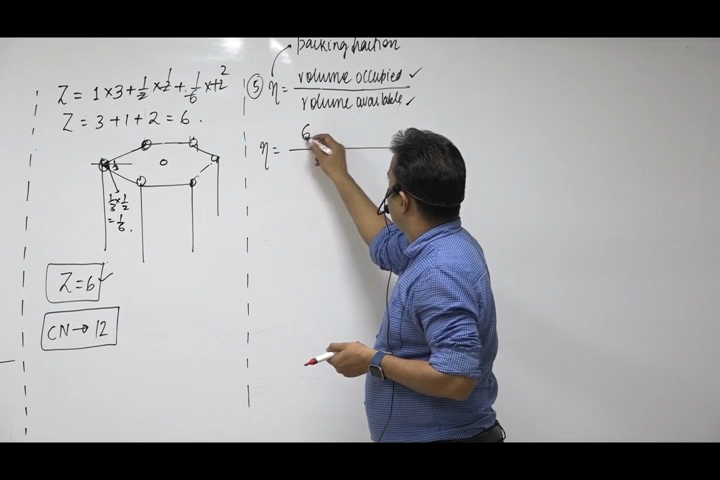 Z = 1 × 3 + 1/2 × 2 + 1/6 × 12
Z = 3 + 1 + 2 = 6.
1/3 × 1/2
= 1/6.
Z = 6 ✓
CN → 12
packing fraction
⑤ η = volume occupied ✓ / volume available ✓
η = 6